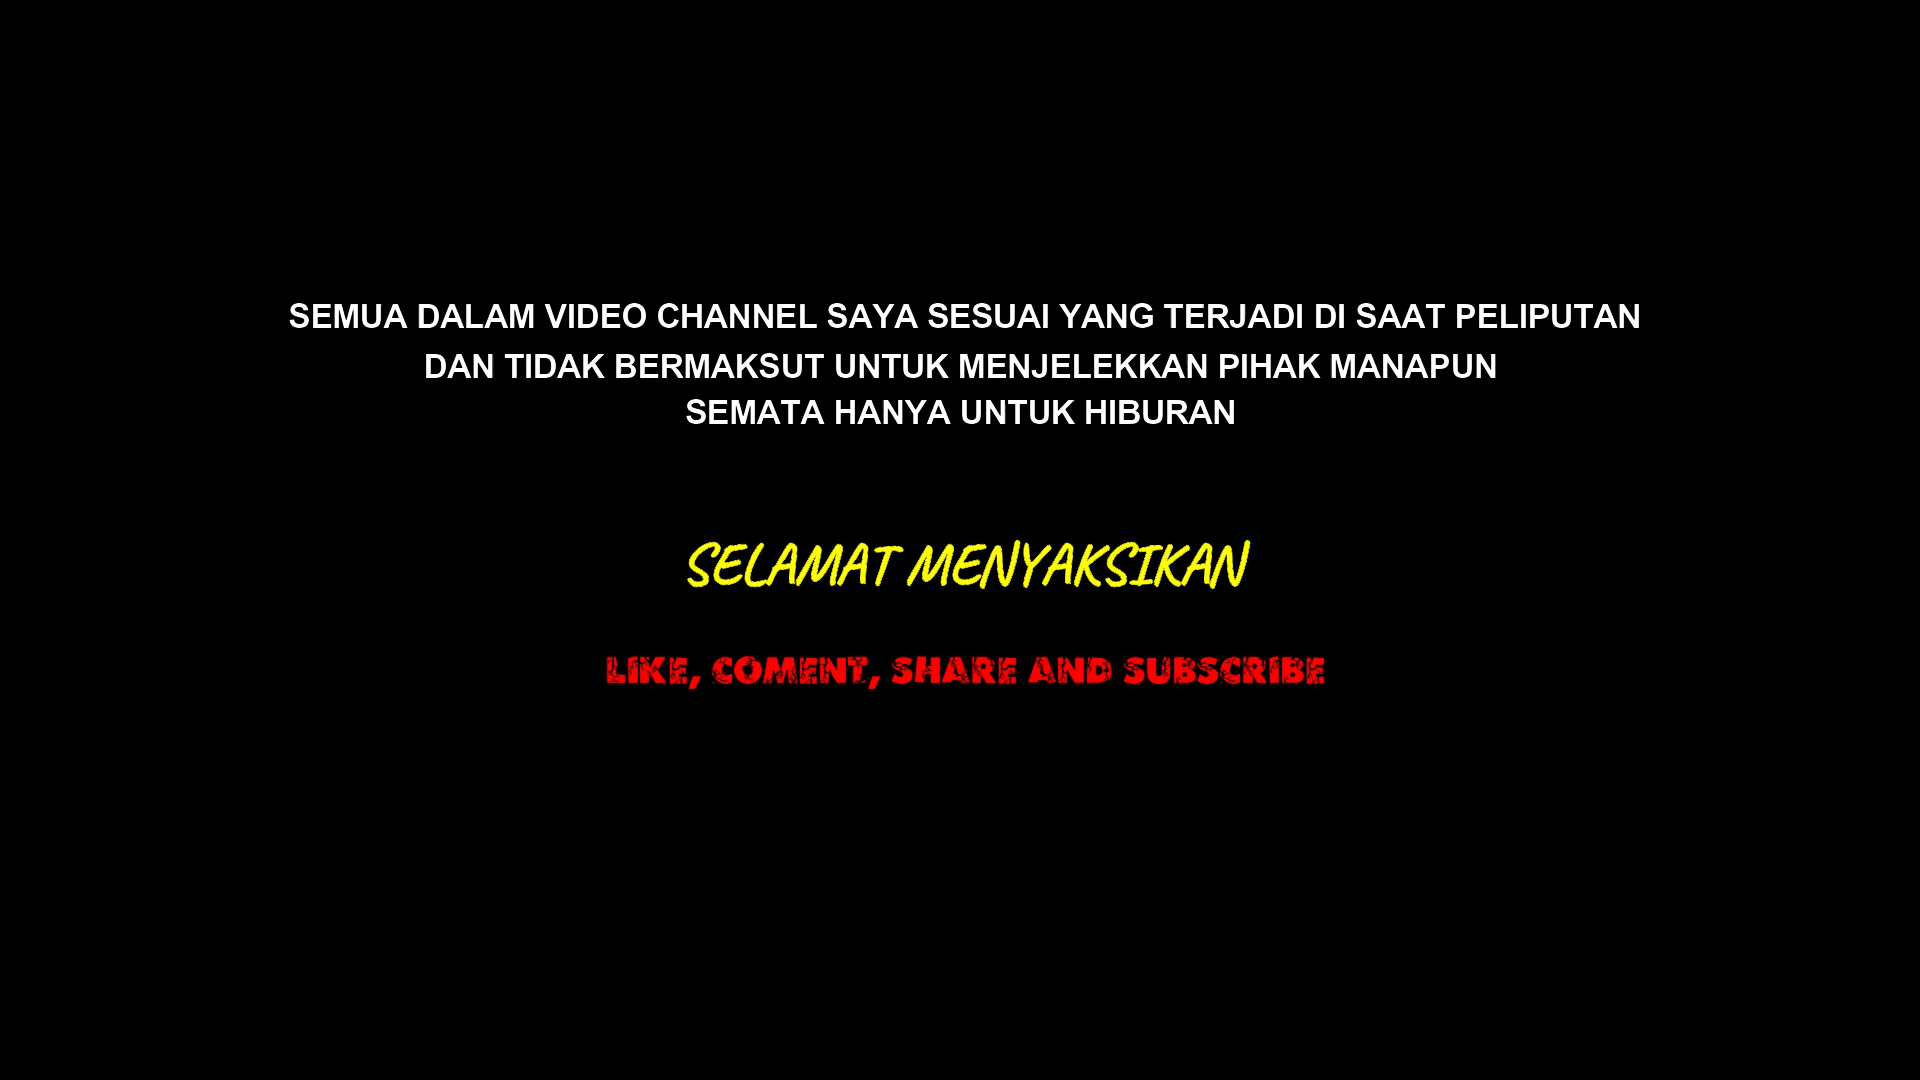 SEMUA DALAM VIDEO CHANNEL SAYA SESUAI YANG TERJADI DI SAAT PELIPUTAN
DAN TIDAK BERMAKSUT UNTUK MENJELEKKAN PIHAK MANAPUN
SEMATA HANYA UNTUK HIBURAN
SELAMAT MENYAKSIKAN
LIKE, COMENT, SHARE AND SUBSCRIBE